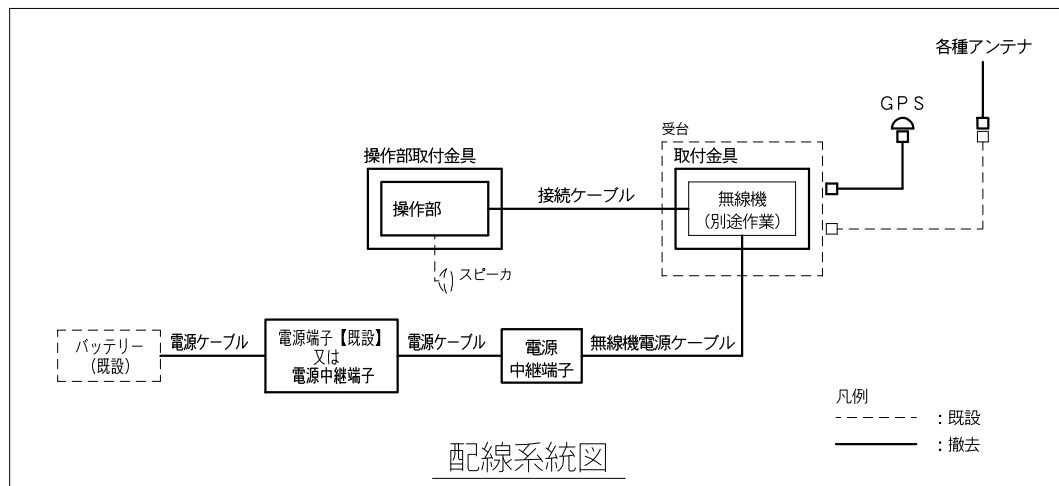 各種アンテナ
GPS
受台
操作部取付金具
取付金具
操作部
接続ケーブル
無線機
(別途作業)
スピーカ
バッテリー
(既設)
電源ケーブル
電源端子【既設】
又は
電源中継端子
電源ケーブル
電源
中継端子
無線機電源ケーブル
凡例
：既設
：撤去
配線系統図